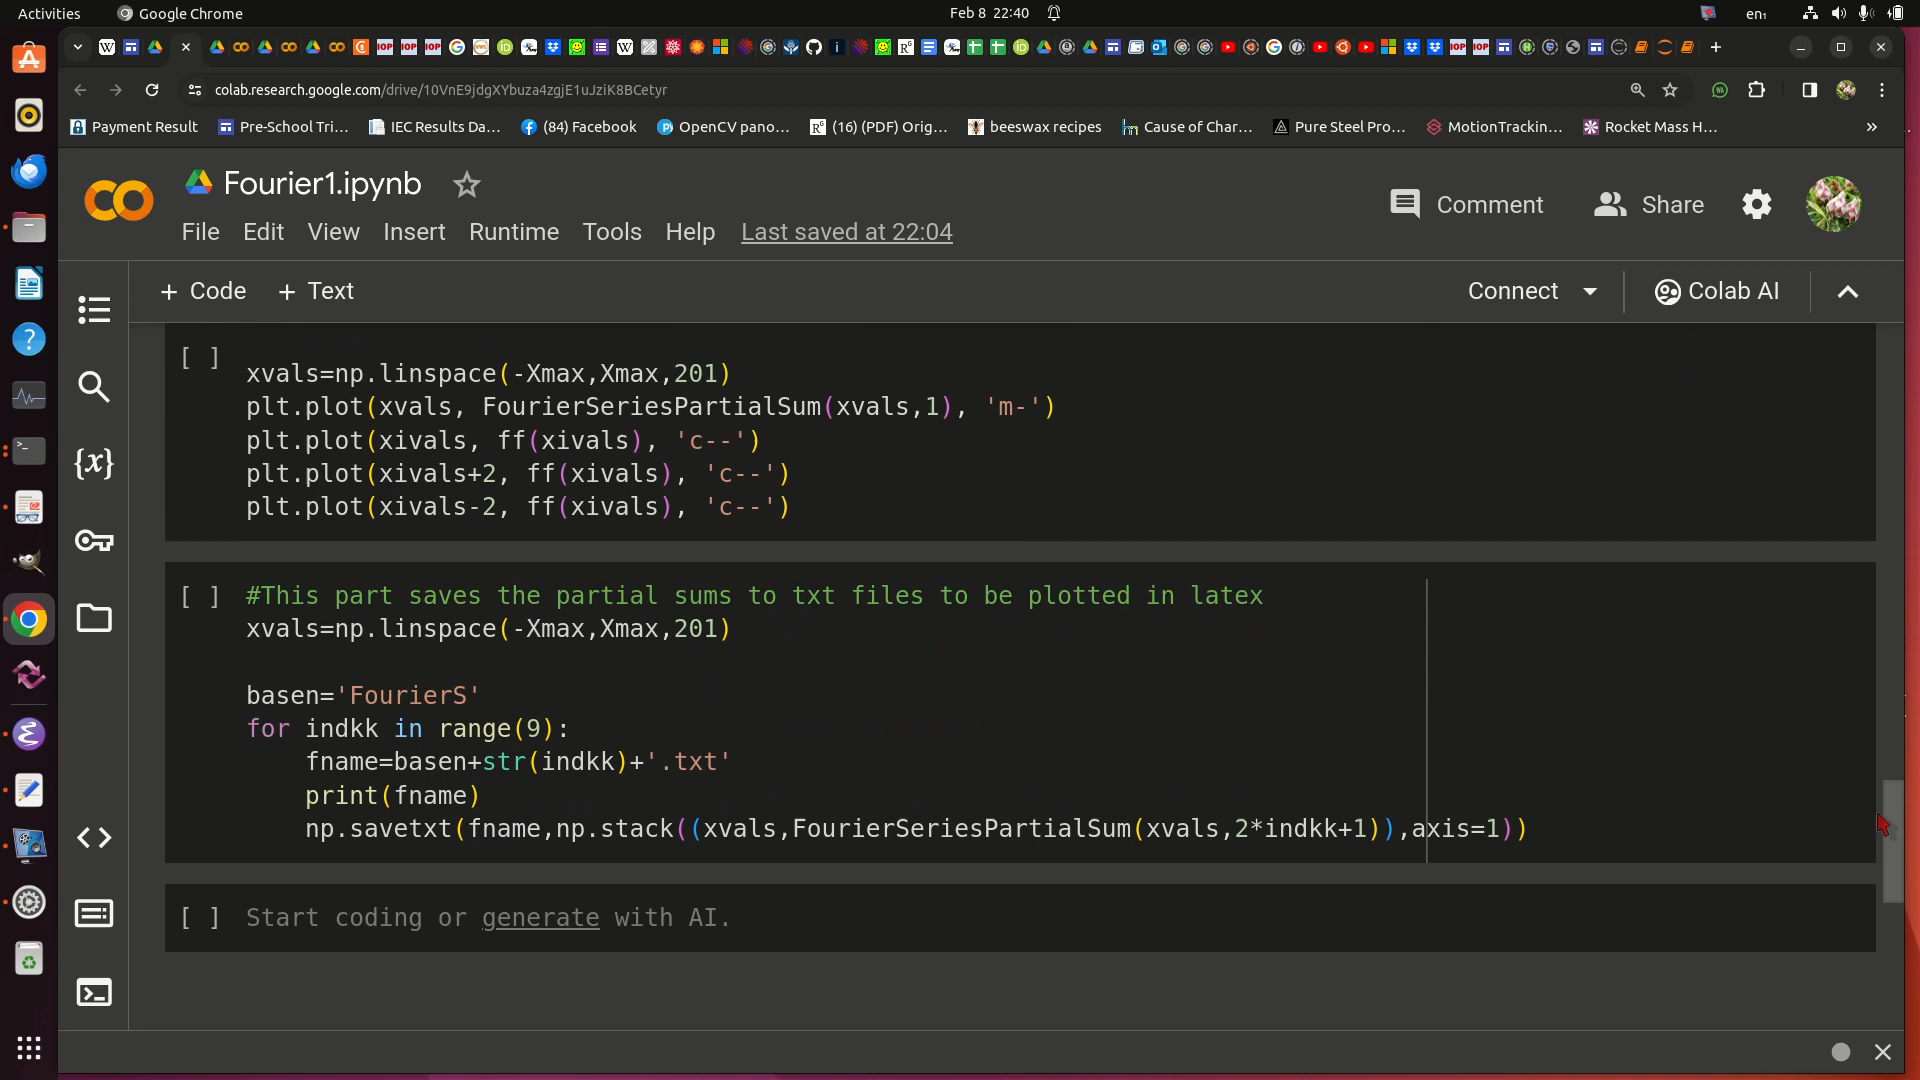 Activities
Google Chrome
Feb 8 22:40
en₁
colab.research.google.com/drive/10VnE9jdgXYbuza4zgjE1uJziK8BCetyr
Payment Result
Pre-School Tri…
IEC Results Da…
(84) Facebook
OpenCV pano…
(16) (PDF) Orig…
beeswax recipes
Cause of Char…
Pure Steel Pro…
MotionTrackin…
Rocket Mass H…
»
Fourier1.ipynb
Comment
Share
File Edit View Insert Runtime Tools Help Last saved at 22:04
+ Code + Text
Connect
Colab AI
[ ]
xvals=np.linspace(-Xmax,Xmax,201)
plt.plot(xvals, FourierSeriesPartialSum(xvals,1), 'm-')
plt.plot(xivals, ff(xivals), 'c--')
plt.plot(xivals+2, ff(xivals), 'c--')
plt.plot(xivals-2, ff(xivals), 'c--')
[ ] #This part saves the partial sums to txt files to be plotted in latex
xvals=np.linspace(-Xmax,Xmax,201)
basen='FourierS'
for indkk in range(9):
    fname=basen+str(indkk)+'.txt'
    print(fname)
    np.savetxt(fname,np.stack((xvals,FourierSeriesPartialSum(xvals,2*indkk+1)),axis=1))
[ ] Start coding or generate with AI.